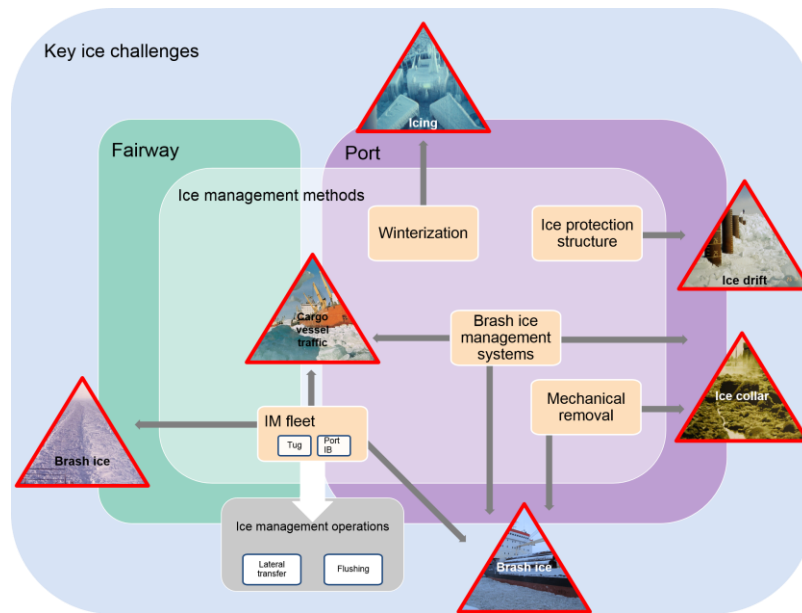 Key ice challenges
Icing
Fairway
Port
Ice management methods
Winterization
Ice protection
structure
Ice drift
Cargo
vessel
traffic
Brash ice
management
systems
Mechanical
removal
Ice collar
IM fleet
Tug
Port
IB
Brash ice
Ice management operations
Lateral
transfer
Flushing
Brash ice